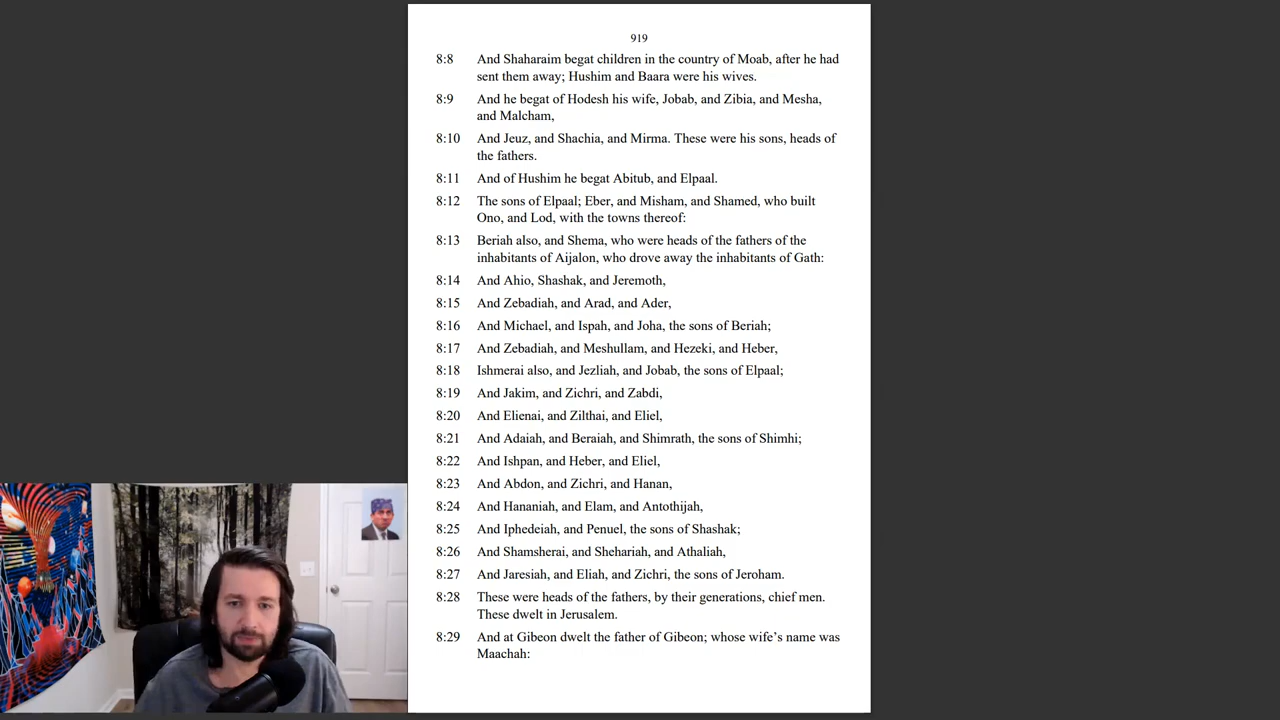 919
8:8 And Shaharaim begat children in the country of Moab, after he had
sent them away; Hushim and Baara were his wives.
8:9 And he begat of Hodesh his wife, Jobab, and Zibia, and Mesha,
and Malcham,
8:10 And Jeuz, and Shachia, and Mirma. These were his sons, heads of
the fathers.
8:11 And of Hushim he begat Abitub, and Elpaal.
8:12 The sons of Elpaal; Eber, and Misham, and Shamed, who built
Ono, and Lod, with the towns thereof:
8:13 Beriah also, and Shema, who were heads of the fathers of the
inhabitants of Aijalon, who drove away the inhabitants of Gath:
8:14 And Ahio, Shashak, and Jeremoth,
8:15 And Zebadiah, and Arad, and Ader,
8:16 And Michael, and Ispah, and Joha, the sons of Beriah;
8:17 And Zebadiah, and Meshullam, and Hezeki, and Heber,
8:18 Ishmerai also, and Jezliah, and Jobab, the sons of Elpaal;
8:19 And Jakim, and Zichri, and Zabdi,
8:20 And Elienai, and Zilthai, and Eliel,
8:21 And Adaiah, and Beraiah, and Shimrath, the sons of Shimhi;
8:22 And Ishpan, and Heber, and Eliel,
8:23 And Abdon, and Zichri, and Hanan,
8:24 And Hananiah, and Elam, and Antothijah,
8:25 And Iphedeiah, and Penuel, the sons of Shashak;
8:26 And Shamsherai, and Shehariah, and Athaliah,
8:27 And Jaresiah, and Eliah, and Zichri, the sons of Jeroham.
8:28 These were heads of the fathers, by their generations, chief men.
These dwelt in Jerusalem.
8:29 And at Gibeon dwelt the father of Gibeon; whose wife’s name was
Maachah: